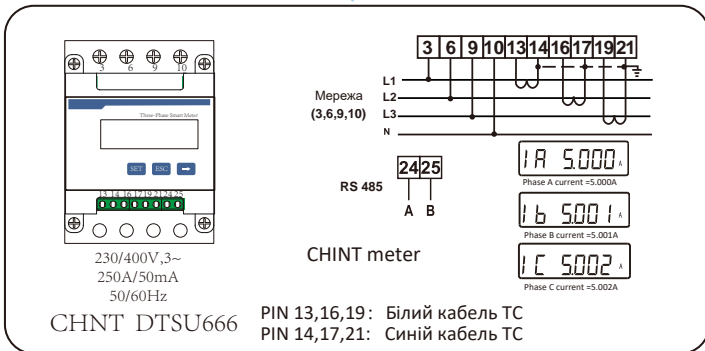 3 6 9 10
Three-Phase Smart Meter
SET ESC →
13 14 16 17 19 21 24 25
230/400V,3~
250A/50mA
50/60Hz
CHNT DTSU666
3 6 9 10 13 14 16 17 19 21
L1
L2
L3
N
Мережа
(3,6,9,10)
RS 485
24 25
A B
CHINT meter
IA 5.000 A
Phase A current =5.000A
Ib 5.001 A
Phase B current =5.001A
IC 5.002 A
Phase C current =5.002A
PIN 13,16,19: Білий кабель ТС
PIN 14,17,21: Синій кабель ТС